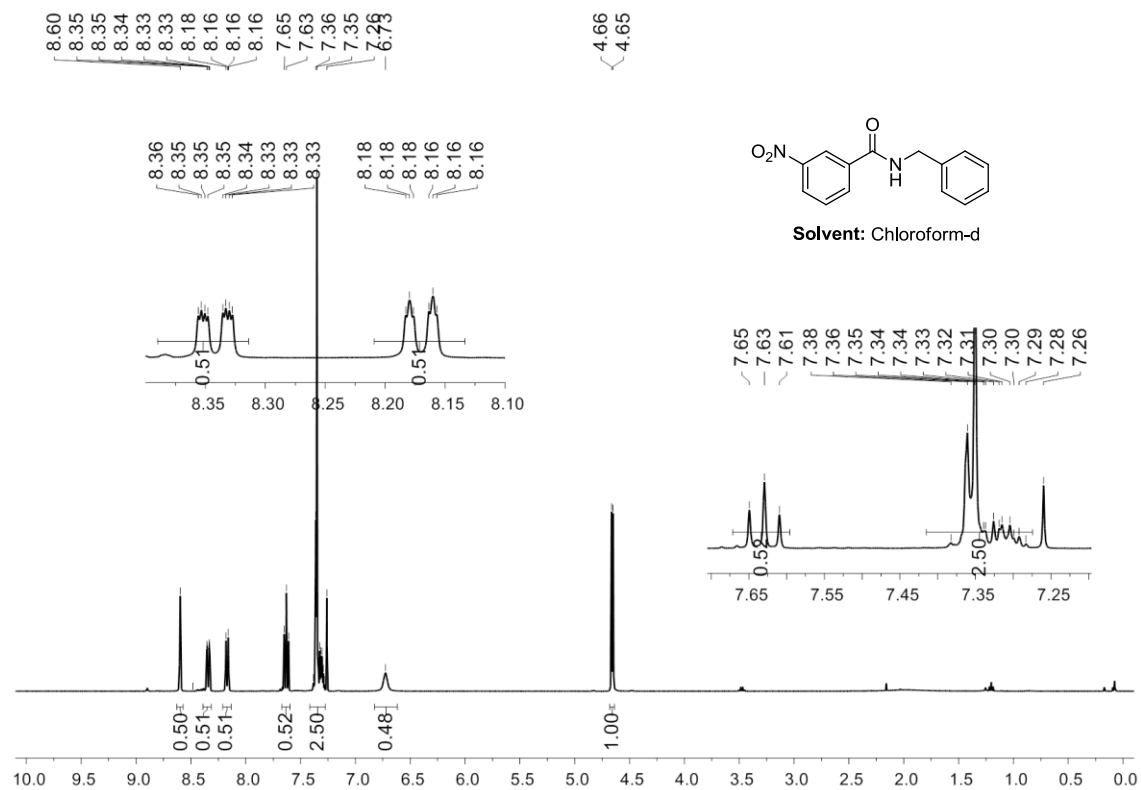 8.60 8.35 8.35 8.34 8.33 8.33 8.18 8.16 8.16 8.16 7.65 7.63 7.36 7.35 7.26 6.73 4.66 4.65
8.36 8.35 8.35 8.35 8.34 8.33 8.33 8.33 8.18 8.18 8.18 8.16 8.16 8.16
O
O₂N
N
H
Solvent: Chloroform-d
0.51 0.51
8.35 8.30 8.25 8.20 8.15 8.10
7.65 7.63 7.61 7.38 7.36 7.35 7.34 7.34 7.33 7.32 7.31 7.30 7.30 7.29 7.28 7.26
0.52 2.50
7.65 7.55 7.45 7.35 7.25
0.50 0.51 0.51 0.52 2.50 0.48 1.00
10.0 9.5 9.0 8.5 8.0 7.5 7.0 6.5 6.0 5.5 5.0 4.5 4.0 3.5 3.0 2.5 2.0 1.5 1.0 0.5 0.0